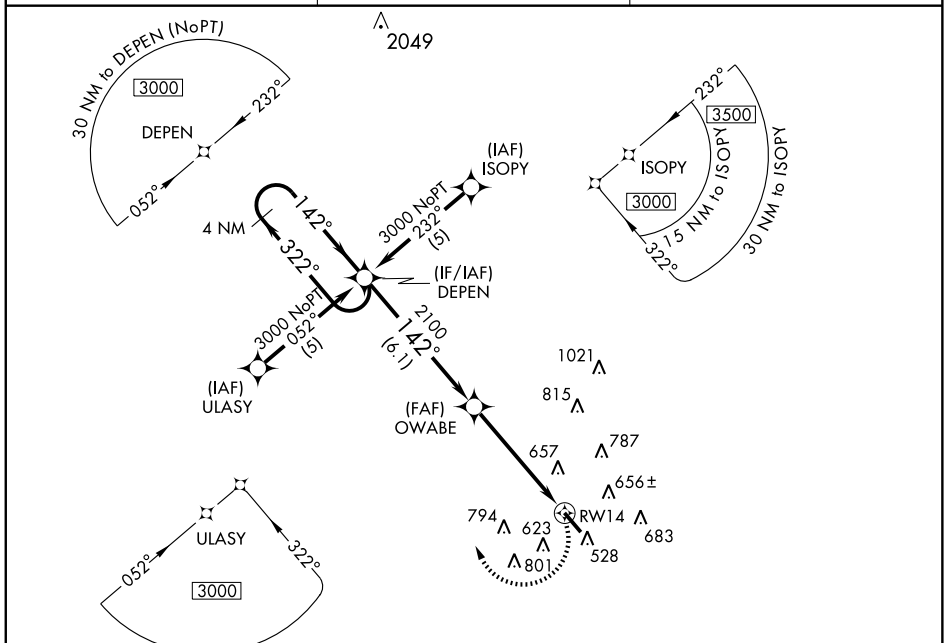 2049
30 NM to DEPEN (NoPT)
3000
232°
DEPEN
052°
232°
3500
ISOPY
3000
322°
15 NM to ISOPY
30 NM to ISOPY
(IAF)
ISOPY
3000 NoPT
232°
(5)
142°
4 NM
322°
(IF/IAF)
DEPEN
3000 NoPT
052°
(5)
(IAF)
ULASY
2100
142°
(6.1)
(FAF)
OWABE
1021
815
787
657
656±
RW14
683
794
623
528
801
ULASY
052°
322°
3000